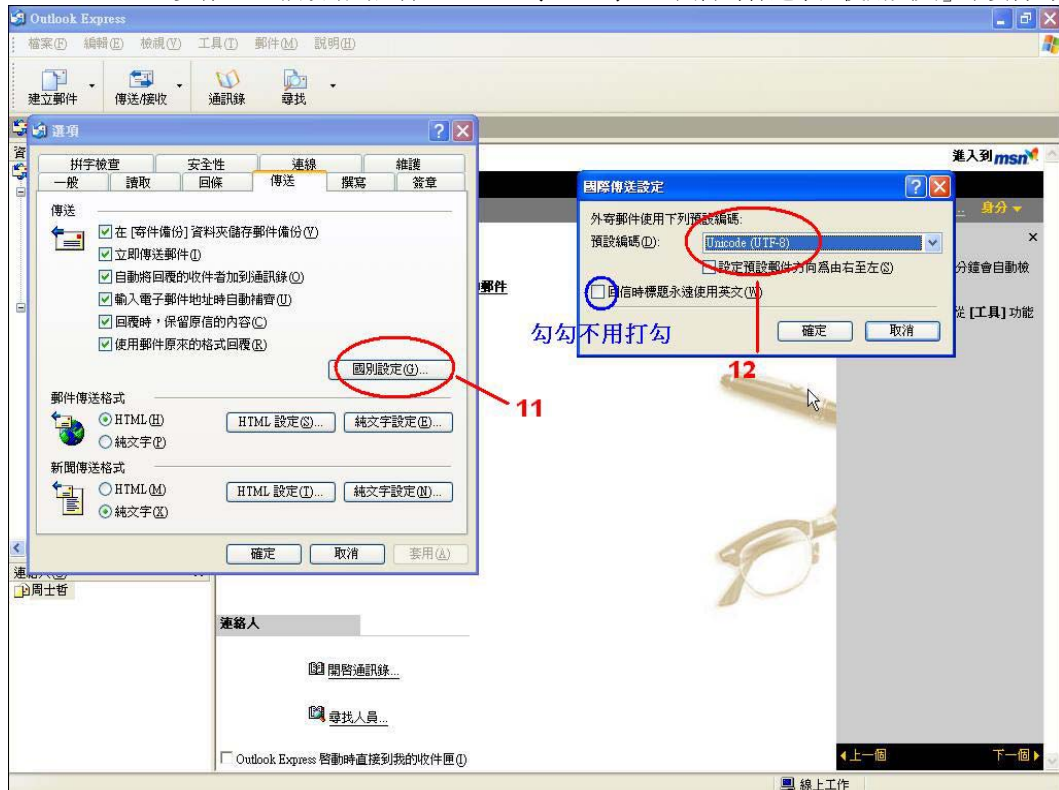 Outlook Express
檔案(F) 編輯(E) 檢視(V) 工具(T) 郵件(M) 說明(H)
建立郵件 傳送/接收 通訊錄 尋找
選項
拼字檢查 安全性 連線 維護
一般 讀取 回條 傳送 撰寫 簽章
傳送
在 [寄件備份] 資料夾儲存郵件備份(Y)
立即傳送郵件(I)
自動將回覆的收件者加到通訊錄(O)
輸入電子郵件地址時自動補齊(U)
回覆時，保留原信的內容(C)
使用郵件原來的格式回覆(R)
國別設定(G)...
11
郵件傳送格式
HTML(H) HTML 設定(S)... 純文字設定(E)...
純文字(P)
新聞傳送格式
HTML(M) HTML 設定(T)... 純文字設定(N)...
純文字(X)
確定 取消 套用(A)
進入到 msn
身分
國際傳送設定
外寄郵件使用下列預設編碼:
預設編碼(D): Unicode (UTF-8)
設定預設郵件方向為由右至左(S)
回信時標題永遠使用英文(W)
確定 取消
勾勾不用打勾
12
郵件
分鐘會自動檢
從 [工具] 功能
周士哲
連絡人
開啟通訊錄...
尋找人員...
Outlook Express 啟動時直接到我的收件匣(I)
上一個 下一個
線上工作